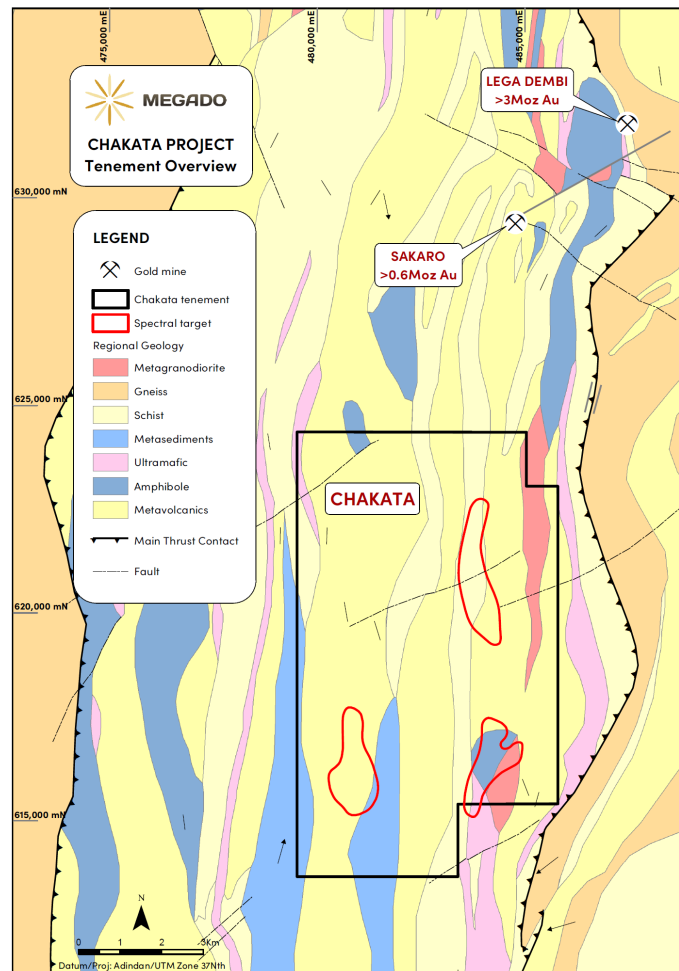 475,000 mE
480,000 mE
485,000 mE
MEGADO
CHAKATA PROJECT
Tenement Overview
LEGA DEMBI
>3Moz Au
630,000 mN
SAKARO
>0.6Moz Au
LEGEND
Gold mine
Chakata tenement
Spectral target
Regional Geology
Metagranodiorite
Gneiss
Schist
Metasediments
Ultramafic
Amphibole
Metavolcanics
Main Thrust Contact
Fault
625,000 mN
CHAKATA
620,000 mN
615,000 mN
N
0 1 2 3Km
Datum/Proj: Adindan/UTM Zone 37Nth